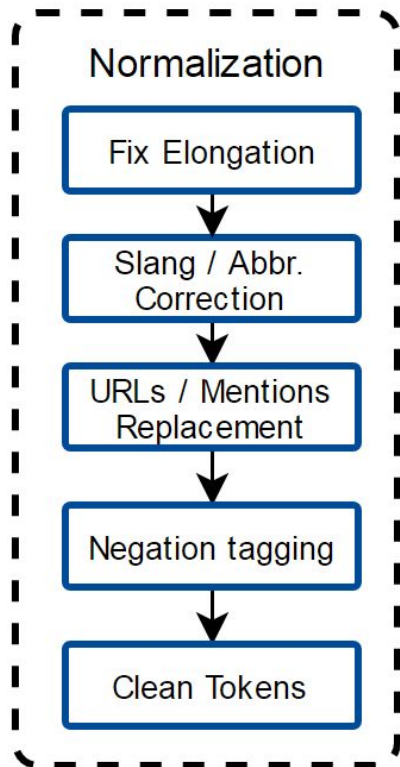 Normalization
Fix Elongation
Slang / Abbr.
Correction
URLs / Mentions
Replacement
Negation tagging
Clean Tokens